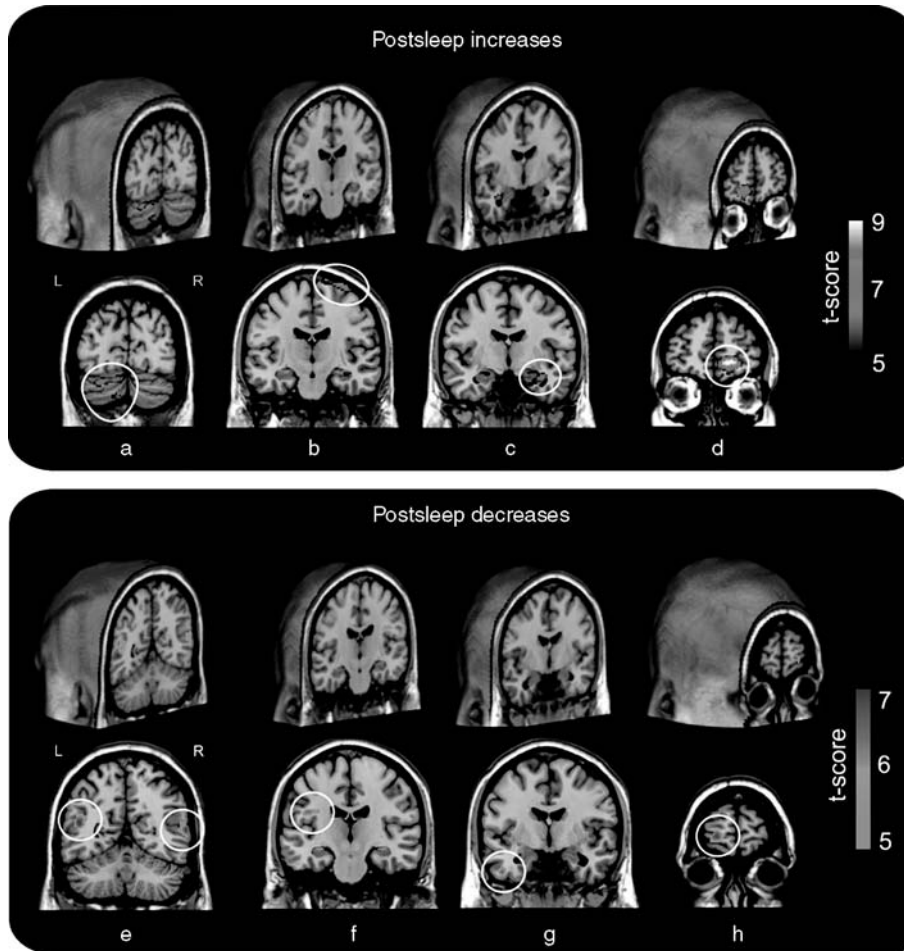 Postsleep increases
L R
a b c d
9
7
5
t-score
Postsleep decreases
L R
e f g h
7
6
5
t-score